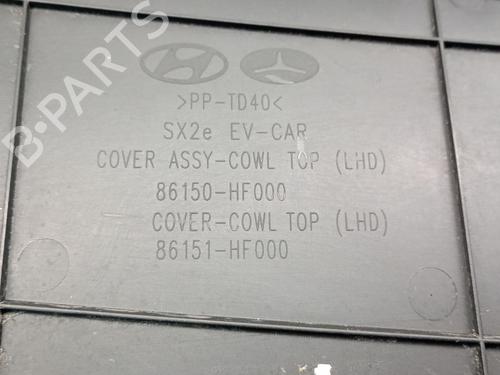 >PP-TD40<
SX2e EV-CAR
COVER ASSY-COWL TOP (LHD)
86150-HF000
COVER-COWL TOP (LHD)
86151-HF000
B-PARTS